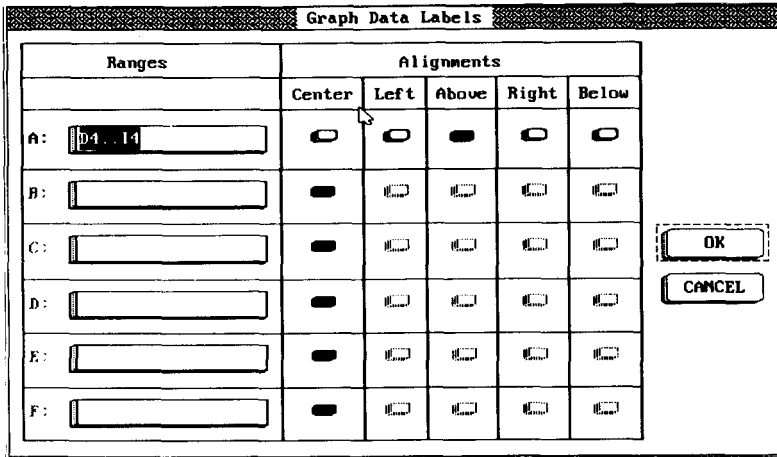 Graph Data Labels
Ranges Alignments
Center Left Above Right Below
A: D4..I4
B:
C:
D:
E:
F:
OK
CANCEL